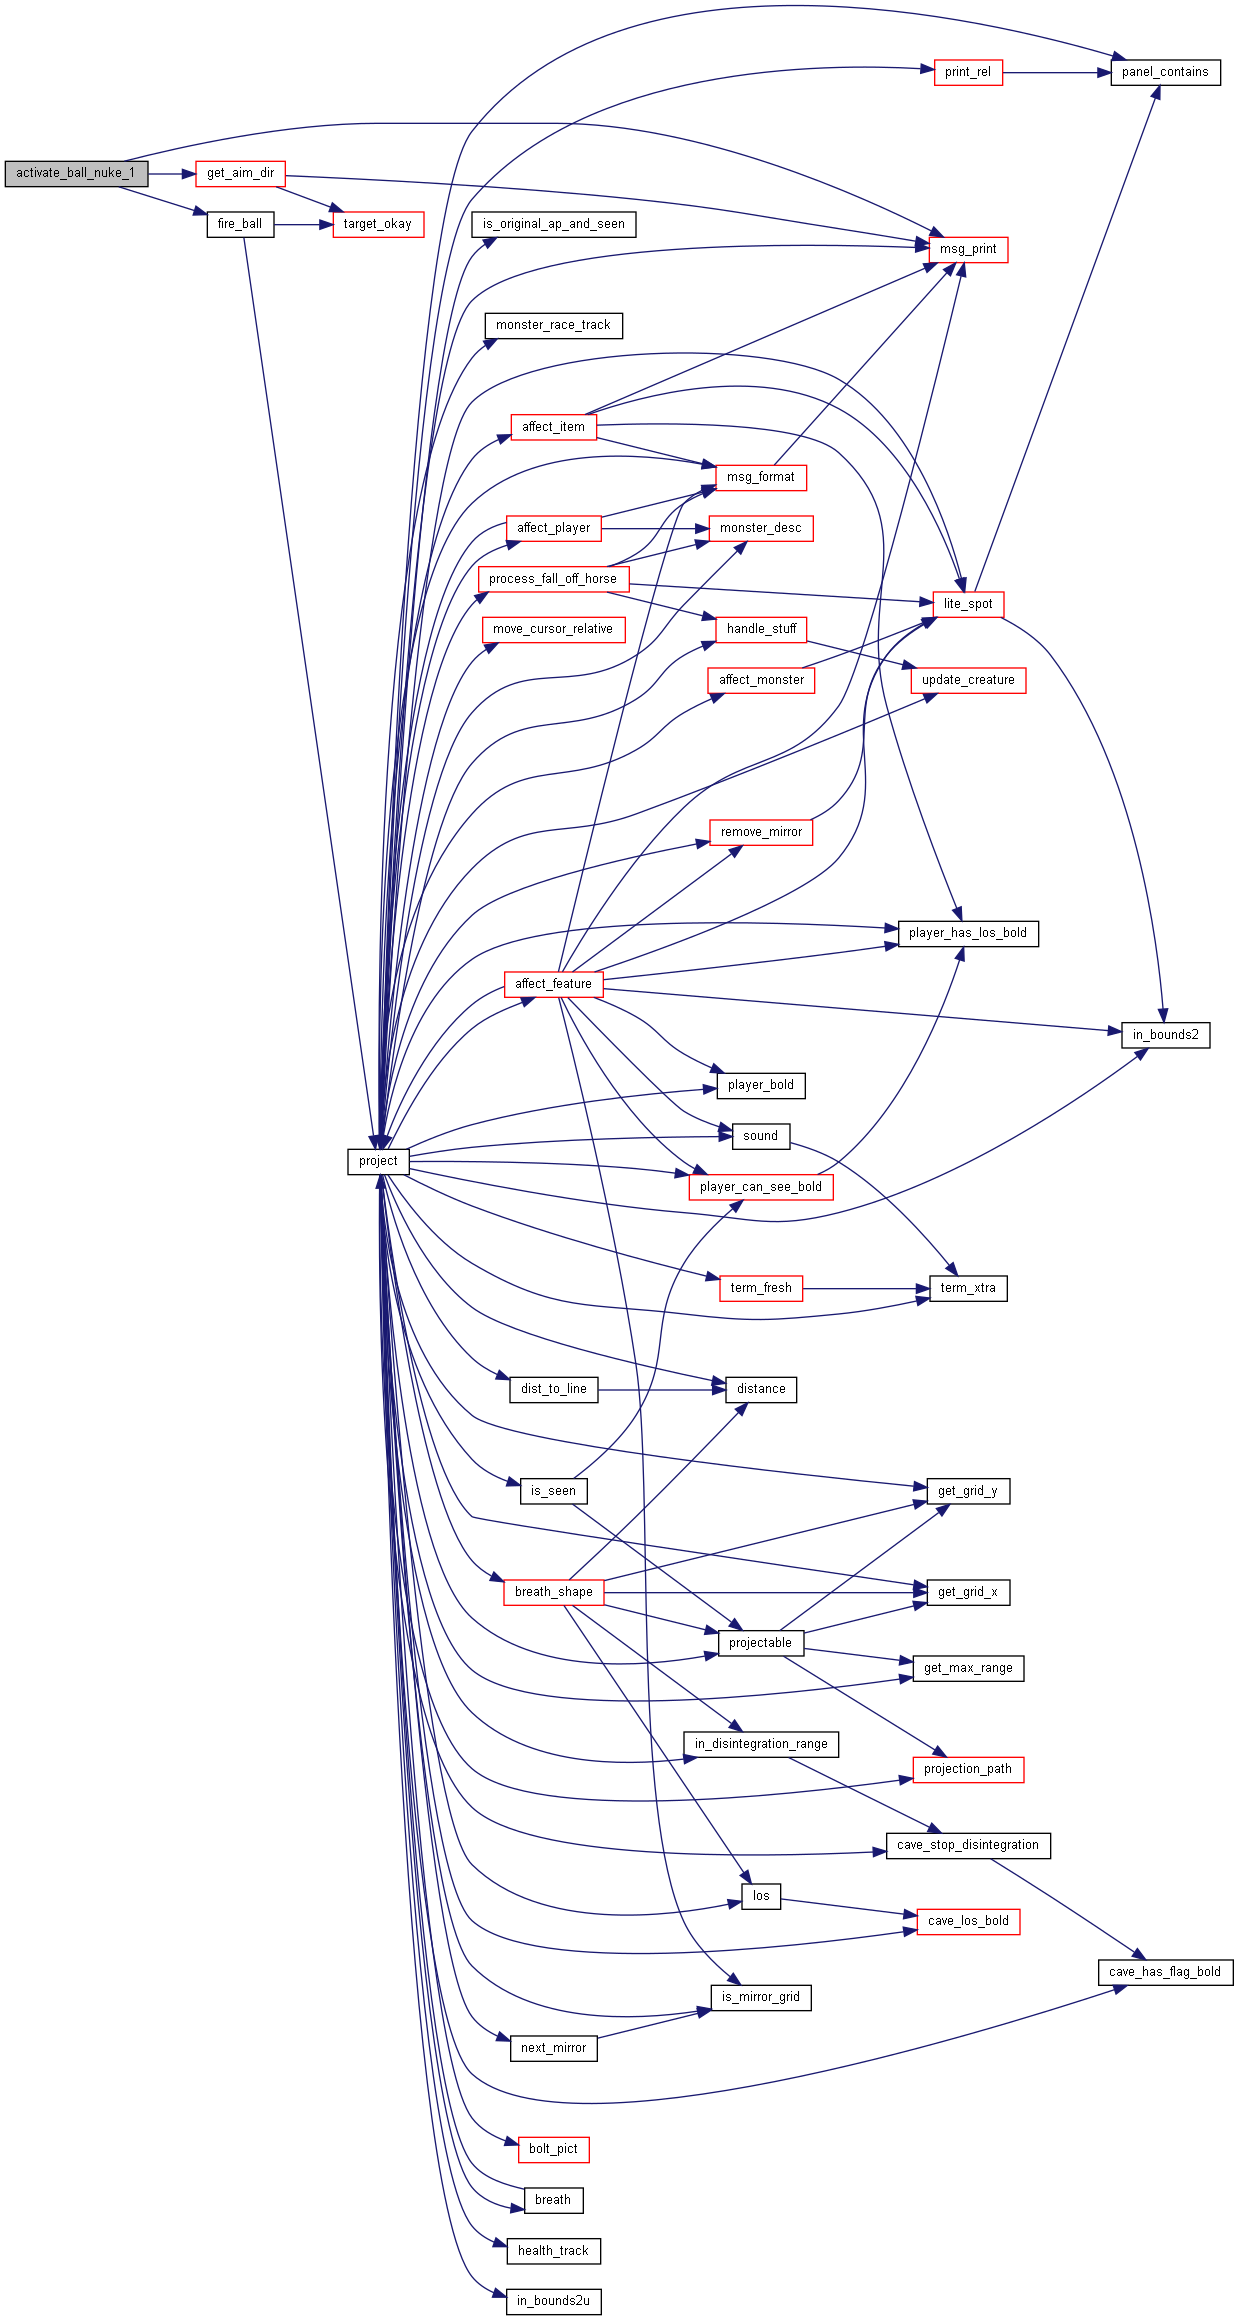 print_rel
panel_contains
activate_ball_nuke_1
get_aim_dir
fire_ball
target_okay
is_original_ap_and_seen
msg_print
monster_race_track
affect_item
msg_format
affect_player
monster_desc
process_fall_off_horse
lite_spot
move_cursor_relative
handle_stuff
affect_monster
update_creature
remove_mirror
player_has_los_bold
affect_feature
in_bounds2
player_bold
sound
project
player_can_see_bold
term_fresh
term_xtra
dist_to_line
distance
is_seen
get_grid_y
breath_shape
get_grid_x
projectable
get_max_range
in_disintegration_range
projection_path
cave_stop_disintegration
los
cave_los_bold
cave_has_flag_bold
is_mirror_grid
next_mirror
bolt_pict
breath
health_track
in_bounds2u